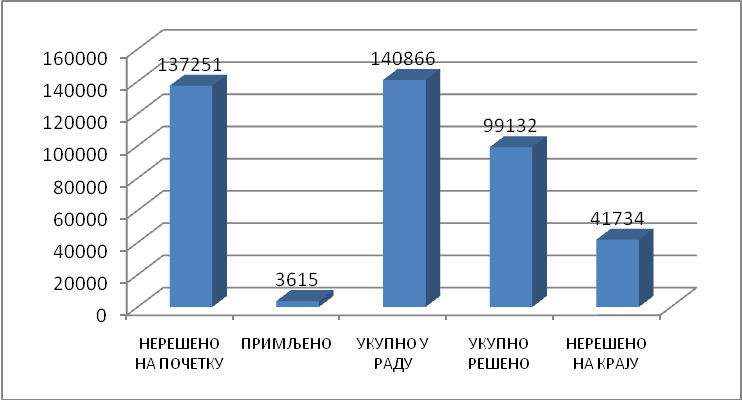 160000
140000
120000
100000
80000
60000
40000
20000
0
137251
3615
140866
99132
41734
НЕРЕШЕНО
НА ПОЧЕТКУ
ПРИМЉЕНО
УКУПНО У
РАДУ
УКУПНО
РЕШЕНО
НЕРЕШЕНО
НА КРАЈУ